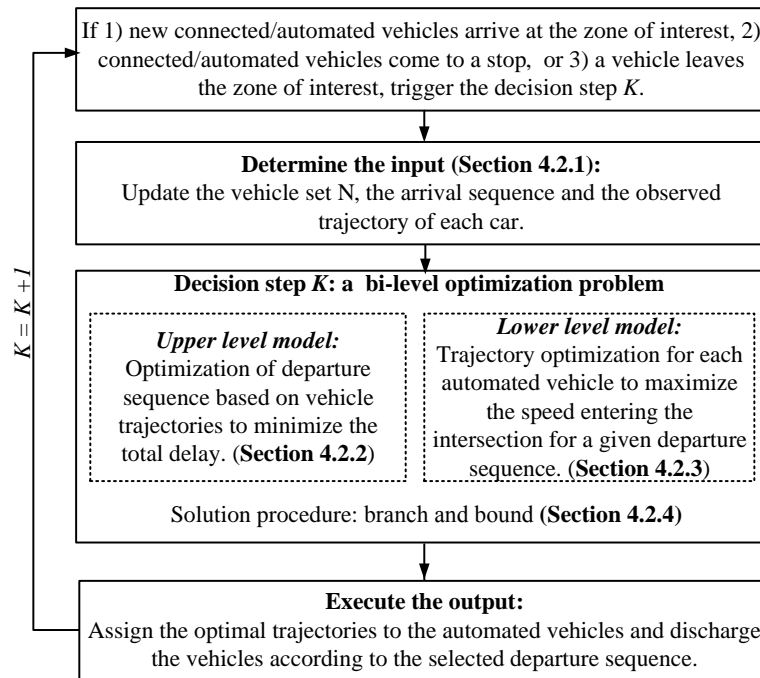 If 1) new connected/automated vehicles arrive at the zone of interest, 2)
connected/automated vehicles come to a stop,  or 3) a vehicle leaves
the zone of interest, trigger the decision step K.
Determine the input (Section 4.2.1):
Update the vehicle set N, the arrival sequence and the observed
trajectory of each car.
K = K + 1
Decision step K: a  bi-level optimization problem
Upper level model:
Optimization of departure
sequence based on vehicle
trajectories to minimize the
total delay. (Section 4.2.2)
Lower level model:
Trajectory optimization for each
automated vehicle to maximize
the speed entering the
intersection for a given departure
sequence. (Section 4.2.3)
Solution procedure: branch and bound (Section 4.2.4)
Execute the output:
Assign the optimal trajectories to the automated vehicles and discharge
the vehicles according to the selected departure sequence.